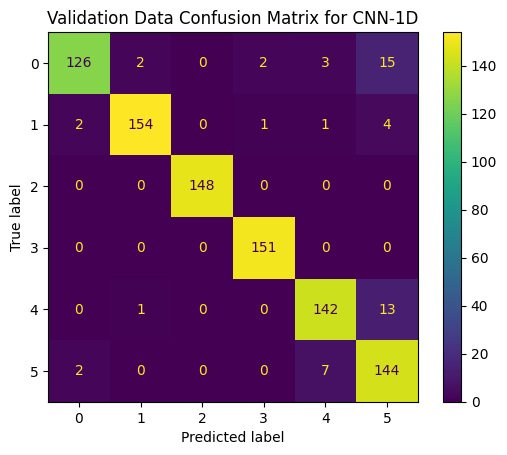 Validation Data Confusion Matrix for CNN-1D
0 126 2 0 2 3 15
1 2 154 0 1 1 4
2 0 0 148 0 0 0
3 0 0 0 151 0 0
4 0 1 0 0 142 13
5 2 0 0 0 7 144
0 1 2 3 4 5
True label
Predicted label
140
120
100
80
60
40
20
0